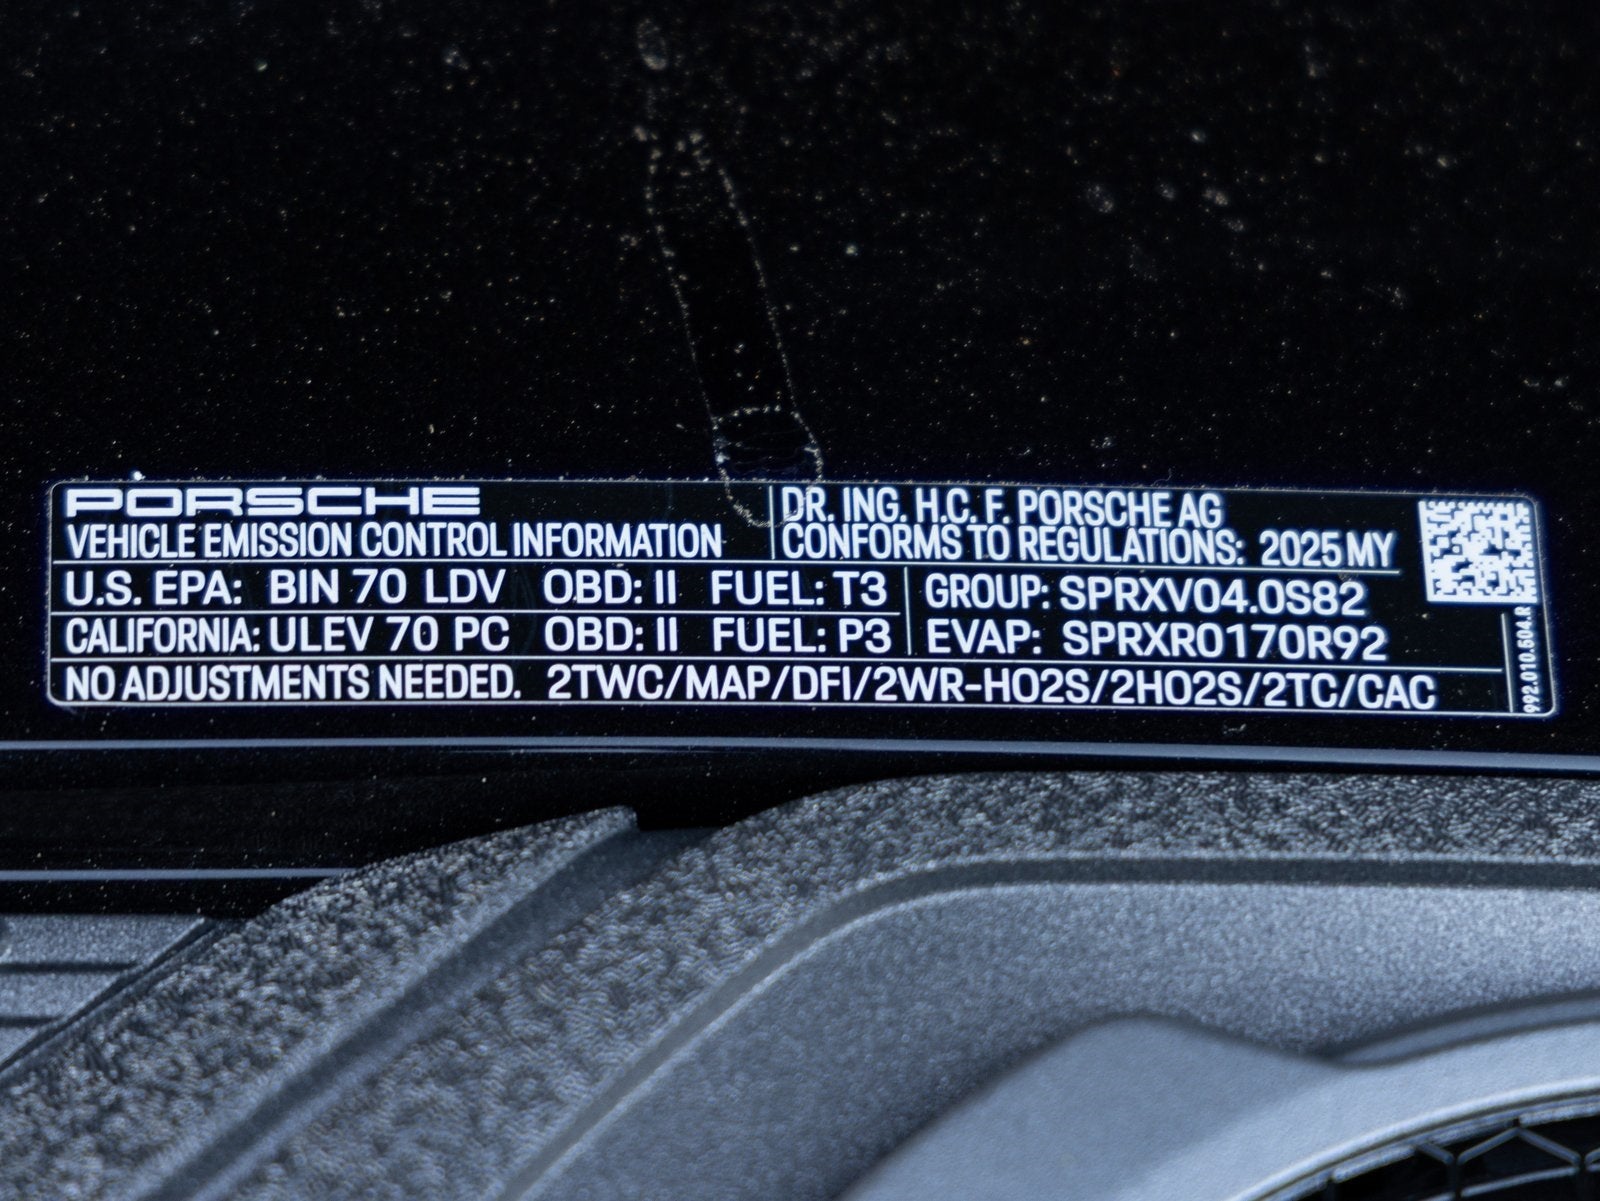 PORSCHE
VEHICLE EMISSION CONTROL INFORMATION
DR. ING. H.C. F. PORSCHE AG
CONFORMS TO REGULATIONS: 2025 MY
U.S. EPA: BIN 70 LDV OBD: II FUEL: T3
CALIFORNIA: ULEV 70 PC OBD: II FUEL: P3
GROUP: SPRXV04.0S82
EVAP: SPRXR0170R92
NO ADJUSTMENTS NEEDED. 2TWC/MAP/DFI/2WR-HO2S/2HO2S/2TC/CAC
992.010.504.R